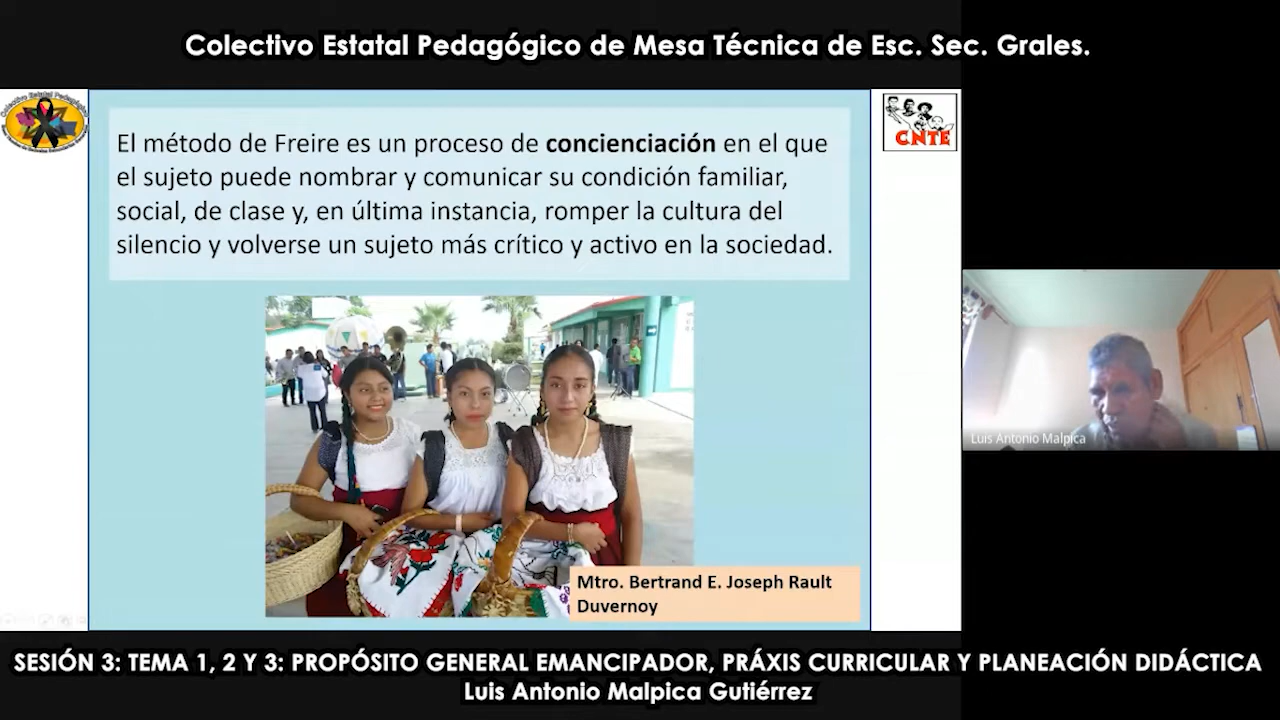 Colectivo Estatal Pedagógico de Mesa Técnica de Esc. Sec. Grales.
El método de Freire es un proceso de concienciación en el que
el sujeto puede nombrar y comunicar su condición familiar,
social, de clase y, en última instancia, romper la cultura del
silencio y volverse un sujeto más crítico y activo en la sociedad.
CNTE
Luis Antonio Malpica
Mtro. Bertrand E. Joseph Rault
Duvernoy
SESIÓN 3: TEMA 1, 2 Y 3: PROPÓSITO GENERAL EMANCIPADOR, PRÁXIS CURRICULAR Y PLANEACIÓN DIDÁCTICA
Luis Antonio Malpica Gutiérrez